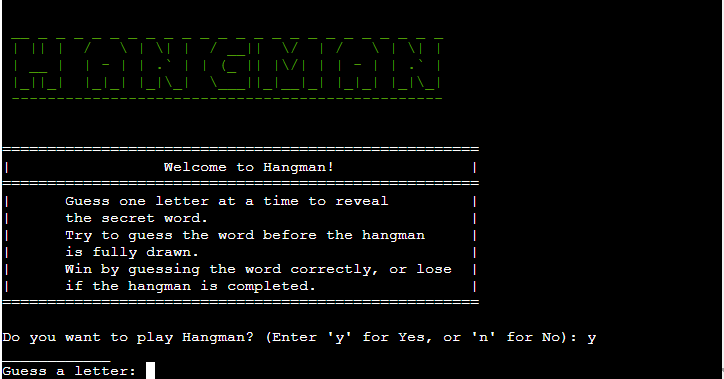 HANGMAN
===================================================
| Welcome to Hangman! |
===================================================
| Guess one letter at a time to reveal |
| the secret word. |
| Try to guess the word before the hangman |
| is fully drawn. |
| Win by guessing the word correctly, or lose |
| if the hangman is completed. |
===================================================
Do you want to play Hangman? (Enter 'y' for Yes, or 'n' for No): y
____________
Guess a letter: